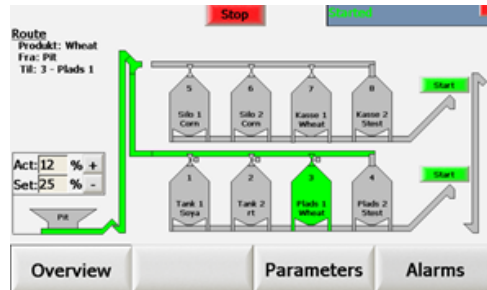 Stop
Started
Route
Produkt: Wheat
Fra: Pit
Til: 3 - Plads 1
5
Silo 1
Corn
6
Silo 2
Corn
7
Kasse 1
Wheat
8
Kasse 2
Stest
Start
Act: 12 % +
Set: 25 % -
Pit
1
Tank 1
Soya
2
Tank 2
rt
3
Plads 1
Wheat
4
Plads 2
Stest
Start
Overview
Parameters
Alarms